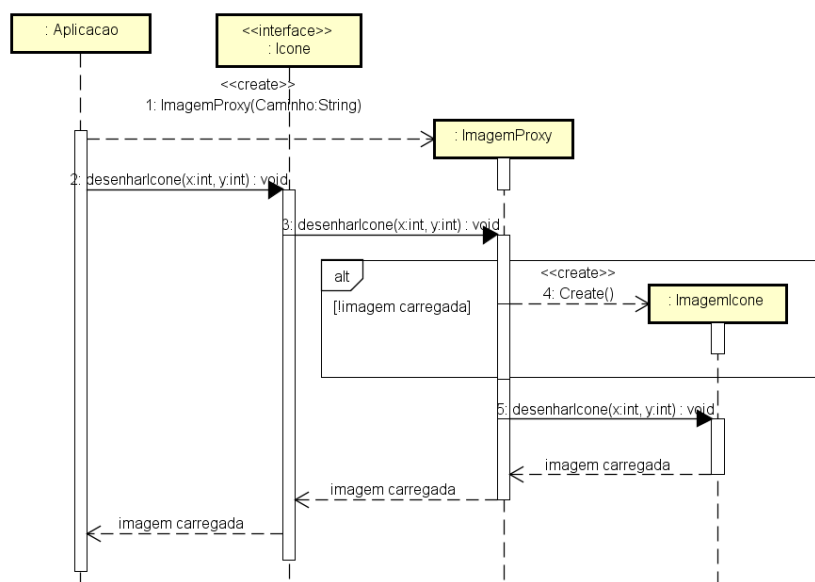 : Aplicacao
<<interface>>
: Icone
<<create>>
1: ImagemProxy(Caminho:String)
: ImagemProxy
2: desenharIcone(x:int, y:int) : void
3: desenharIcone(x:int, y:int) : void
alt
<<create>>
[!imagem carregada]
4: Create()
: ImagemIcone
5: desenharIcone(x:int, y:int) : void
imagem carregada
imagem carregada
imagem carregada